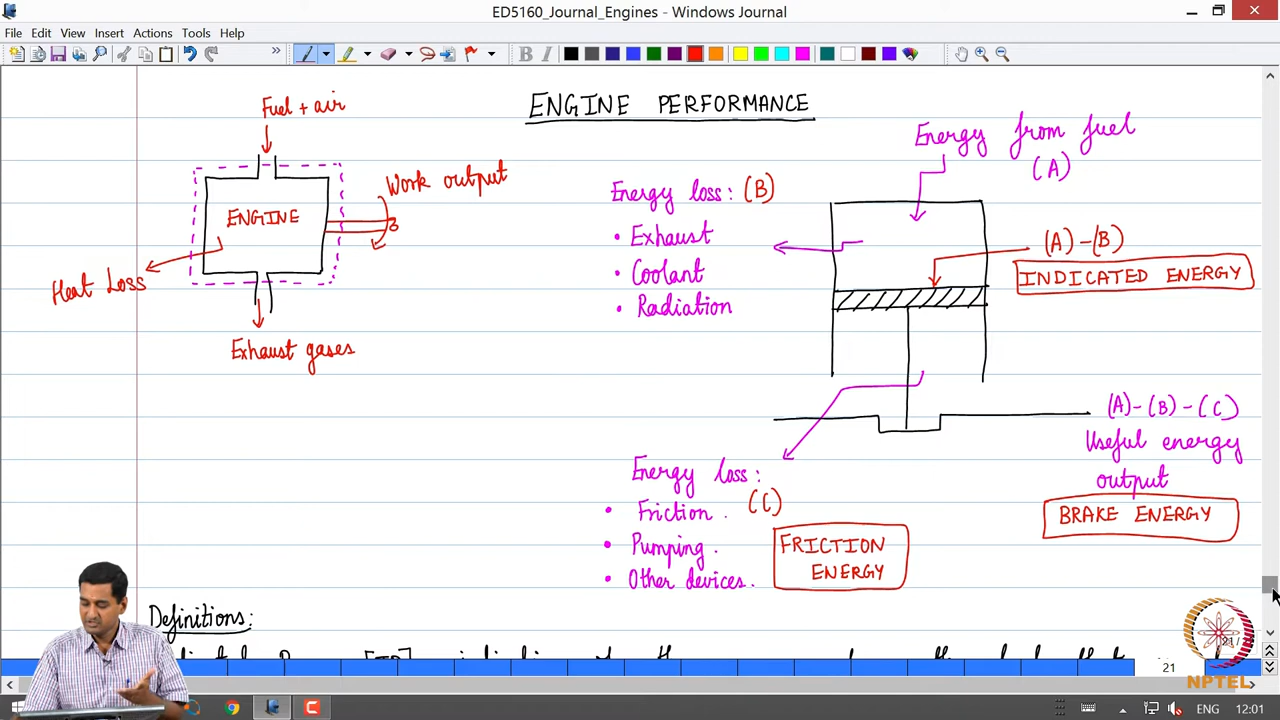 ED5160_Journal_Engines - Windows Journal
File Edit View Insert Actions Tools Help
ENGINE PERFORMANCE
Fuel + air
Work output
ENGINE
Heat Loss
Exhaust gases
Energy from fuel
(A)
Energy loss: (B)
• Exhaust
• Coolant
• Radiation
(A)-(B)
INDICATED ENERGY
(A)-(B)-(C)
Useful energy
output
BRAKE ENERGY
Energy loss:
• Friction. (C)
• Pumping.
• Other devices.
FRICTION
ENERGY
Definitions:
21
NPTEL
ENG 12:01